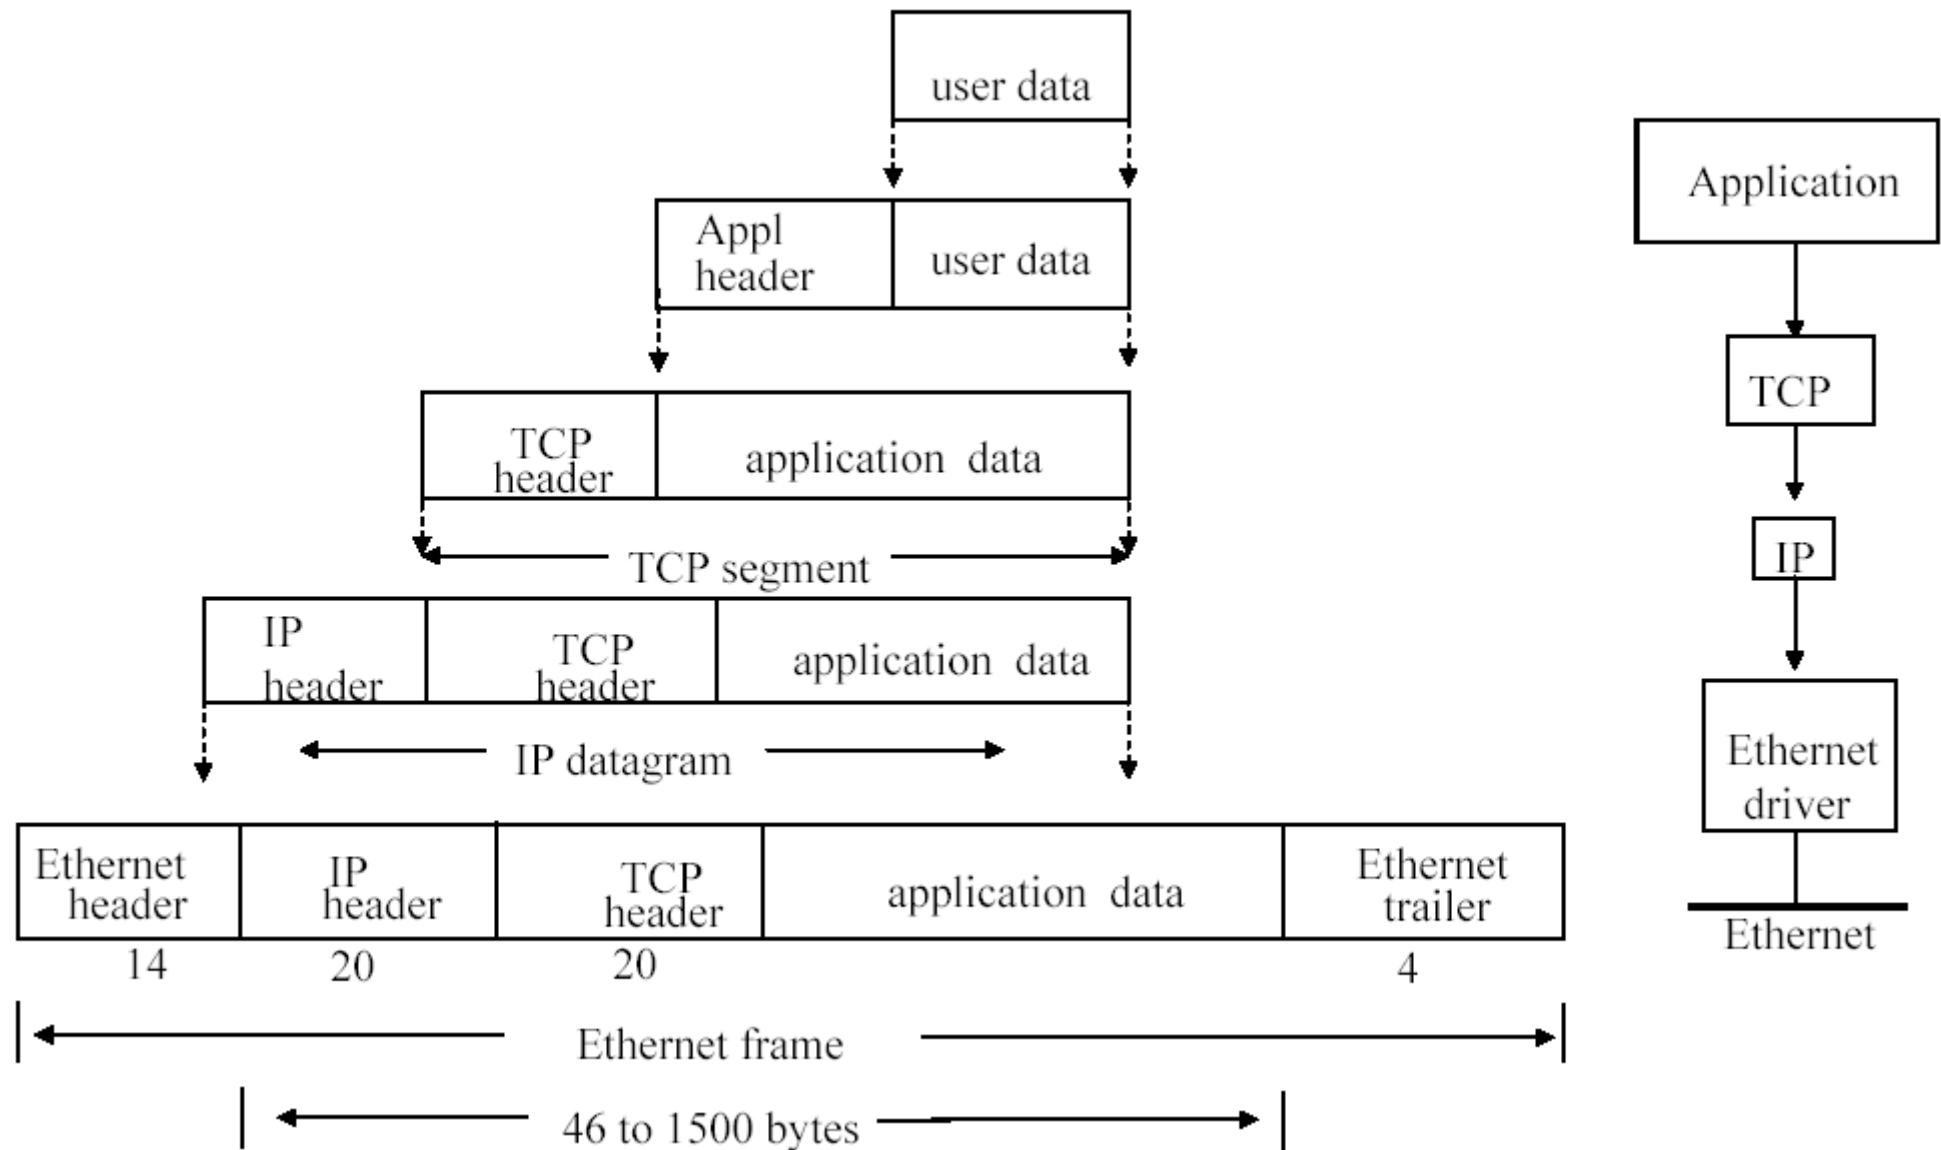 user data
Appl
header
user data
TCP
header
application data
TCP segment
IP
header
TCP
header
application data
IP datagram
Ethernet
header
IP
header
TCP
header
application data
Ethernet
trailer
14
20
20
4
Ethernet frame
46 to 1500 bytes
Application
TCP
IP
Ethernet
driver
Ethernet